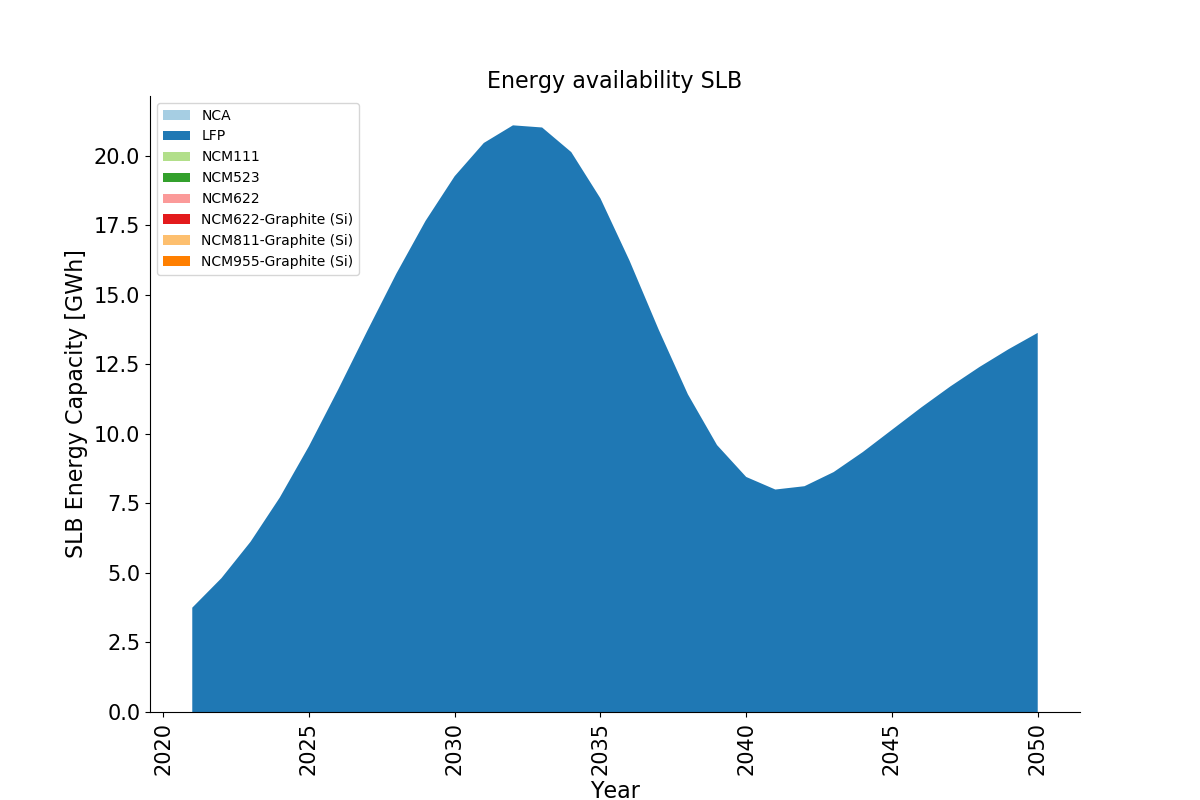 Energy availability SLB
NCA
LFP
NCM111
NCM523
NCM622
NCM622-Graphite (Si)
NCM811-Graphite (Si)
NCM955-Graphite (Si)
SLB Energy Capacity [GWh]
20.0
17.5
15.0
12.5
10.0
7.5
5.0
2.5
0.0
2020
2025
2030
2035
2040
2045
2050
Year